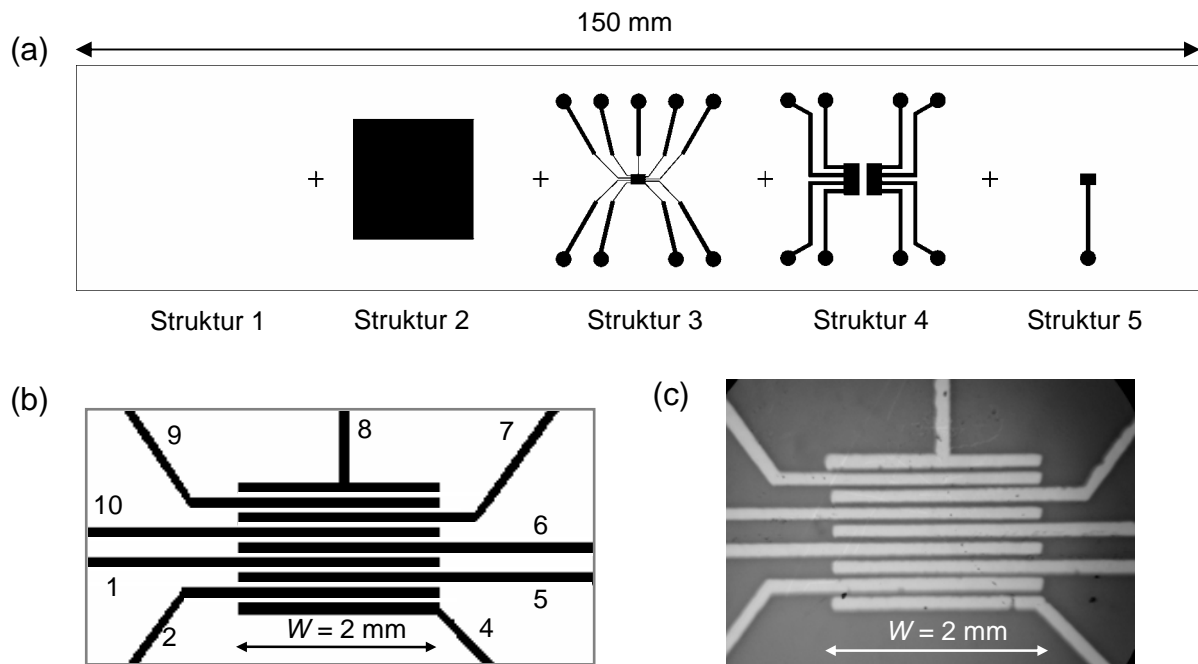 150 mm
(a)
+ + + +
Struktur 1 Struktur 2 Struktur 3 Struktur 4 Struktur 5
(b)
9 8 7
10 6
1 5
2 W = 2 mm 4
(c)
W = 2 mm